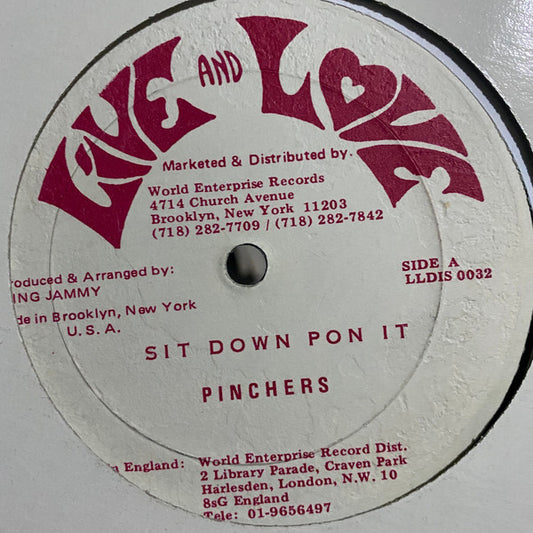 LIVE AND LOVE
Marketed & Distributed by.
World Enterprise Records
4714 Church Avenue
Brooklyn, New York 11203
(718) 282-7709 / (718) 282-7842
oduced & Arranged by:
ING JAMMY
de in Brooklyn, New York
U.S.A.
SIDE A
LLDIS 0032
SIT DOWN PON IT
PINCHERS
England: World Enterprise Record Dist.
2 Library Parade, Craven Park
Harlesden, London, N.W. 10
8sG England
Tele: 01-9656497